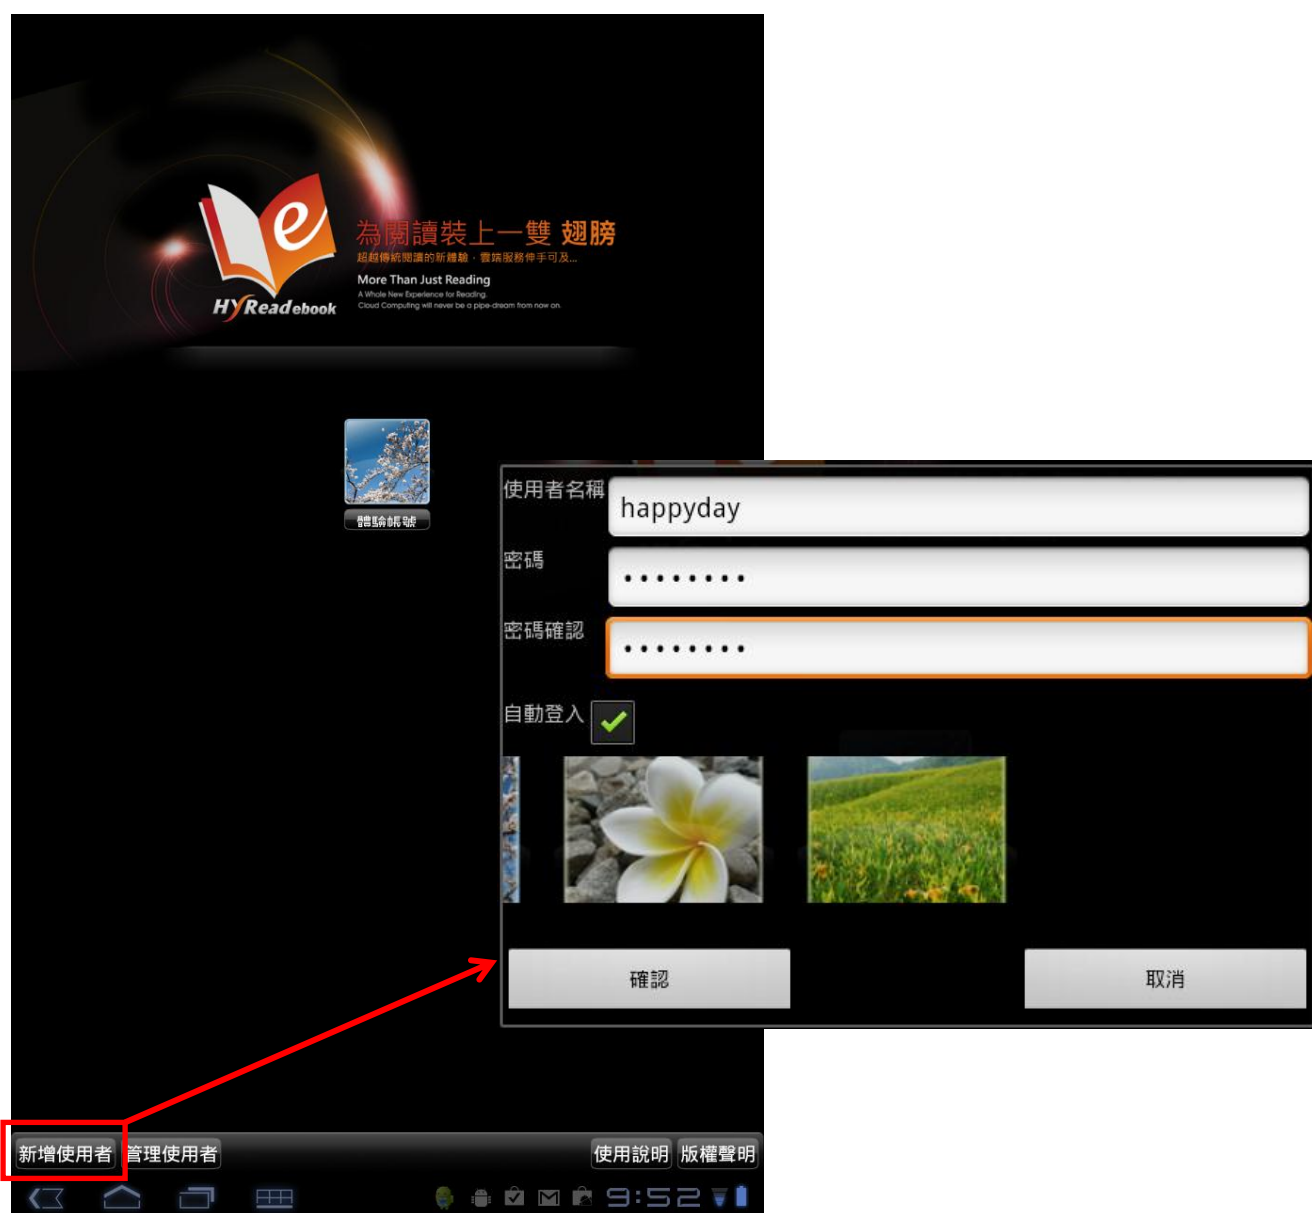 為閱讀裝上一雙 翅膀
超越傳統閱讀的新體驗，雲端服務伸手可及...
More Than Just Reading
A Whole New Experience for Reading.
Cloud Computing will never be a pipe-dream from now on.
e
HYReadebook
體驗帳號
使用者名稱
happyday
密碼
••••••••
密碼確認
••••••••
自動登入
確認
取消
新增使用者
管理使用者
使用說明
版權聲明
9:52